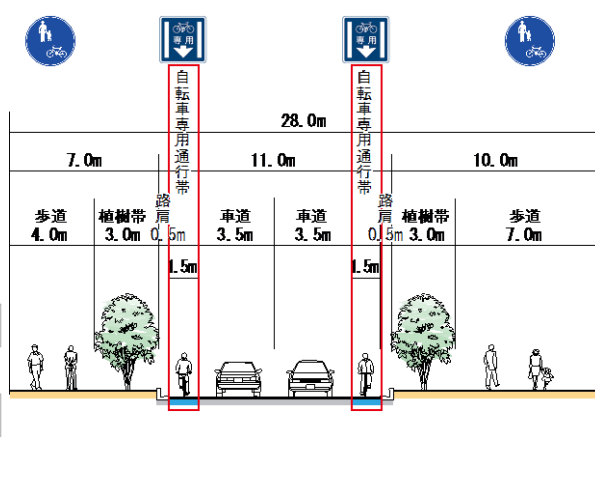 専用
専用
自転車専用通行帯
自転車専用通行帯
28.0m
7.0m
11.0m
10.0m
歩道
4.0m
植樹帯
3.0m
路肩
0.5m
車道
3.5m
車道
3.5m
路肩
0.5m
植樹帯
3.0m
歩道
7.0m
1.5m
1.5m